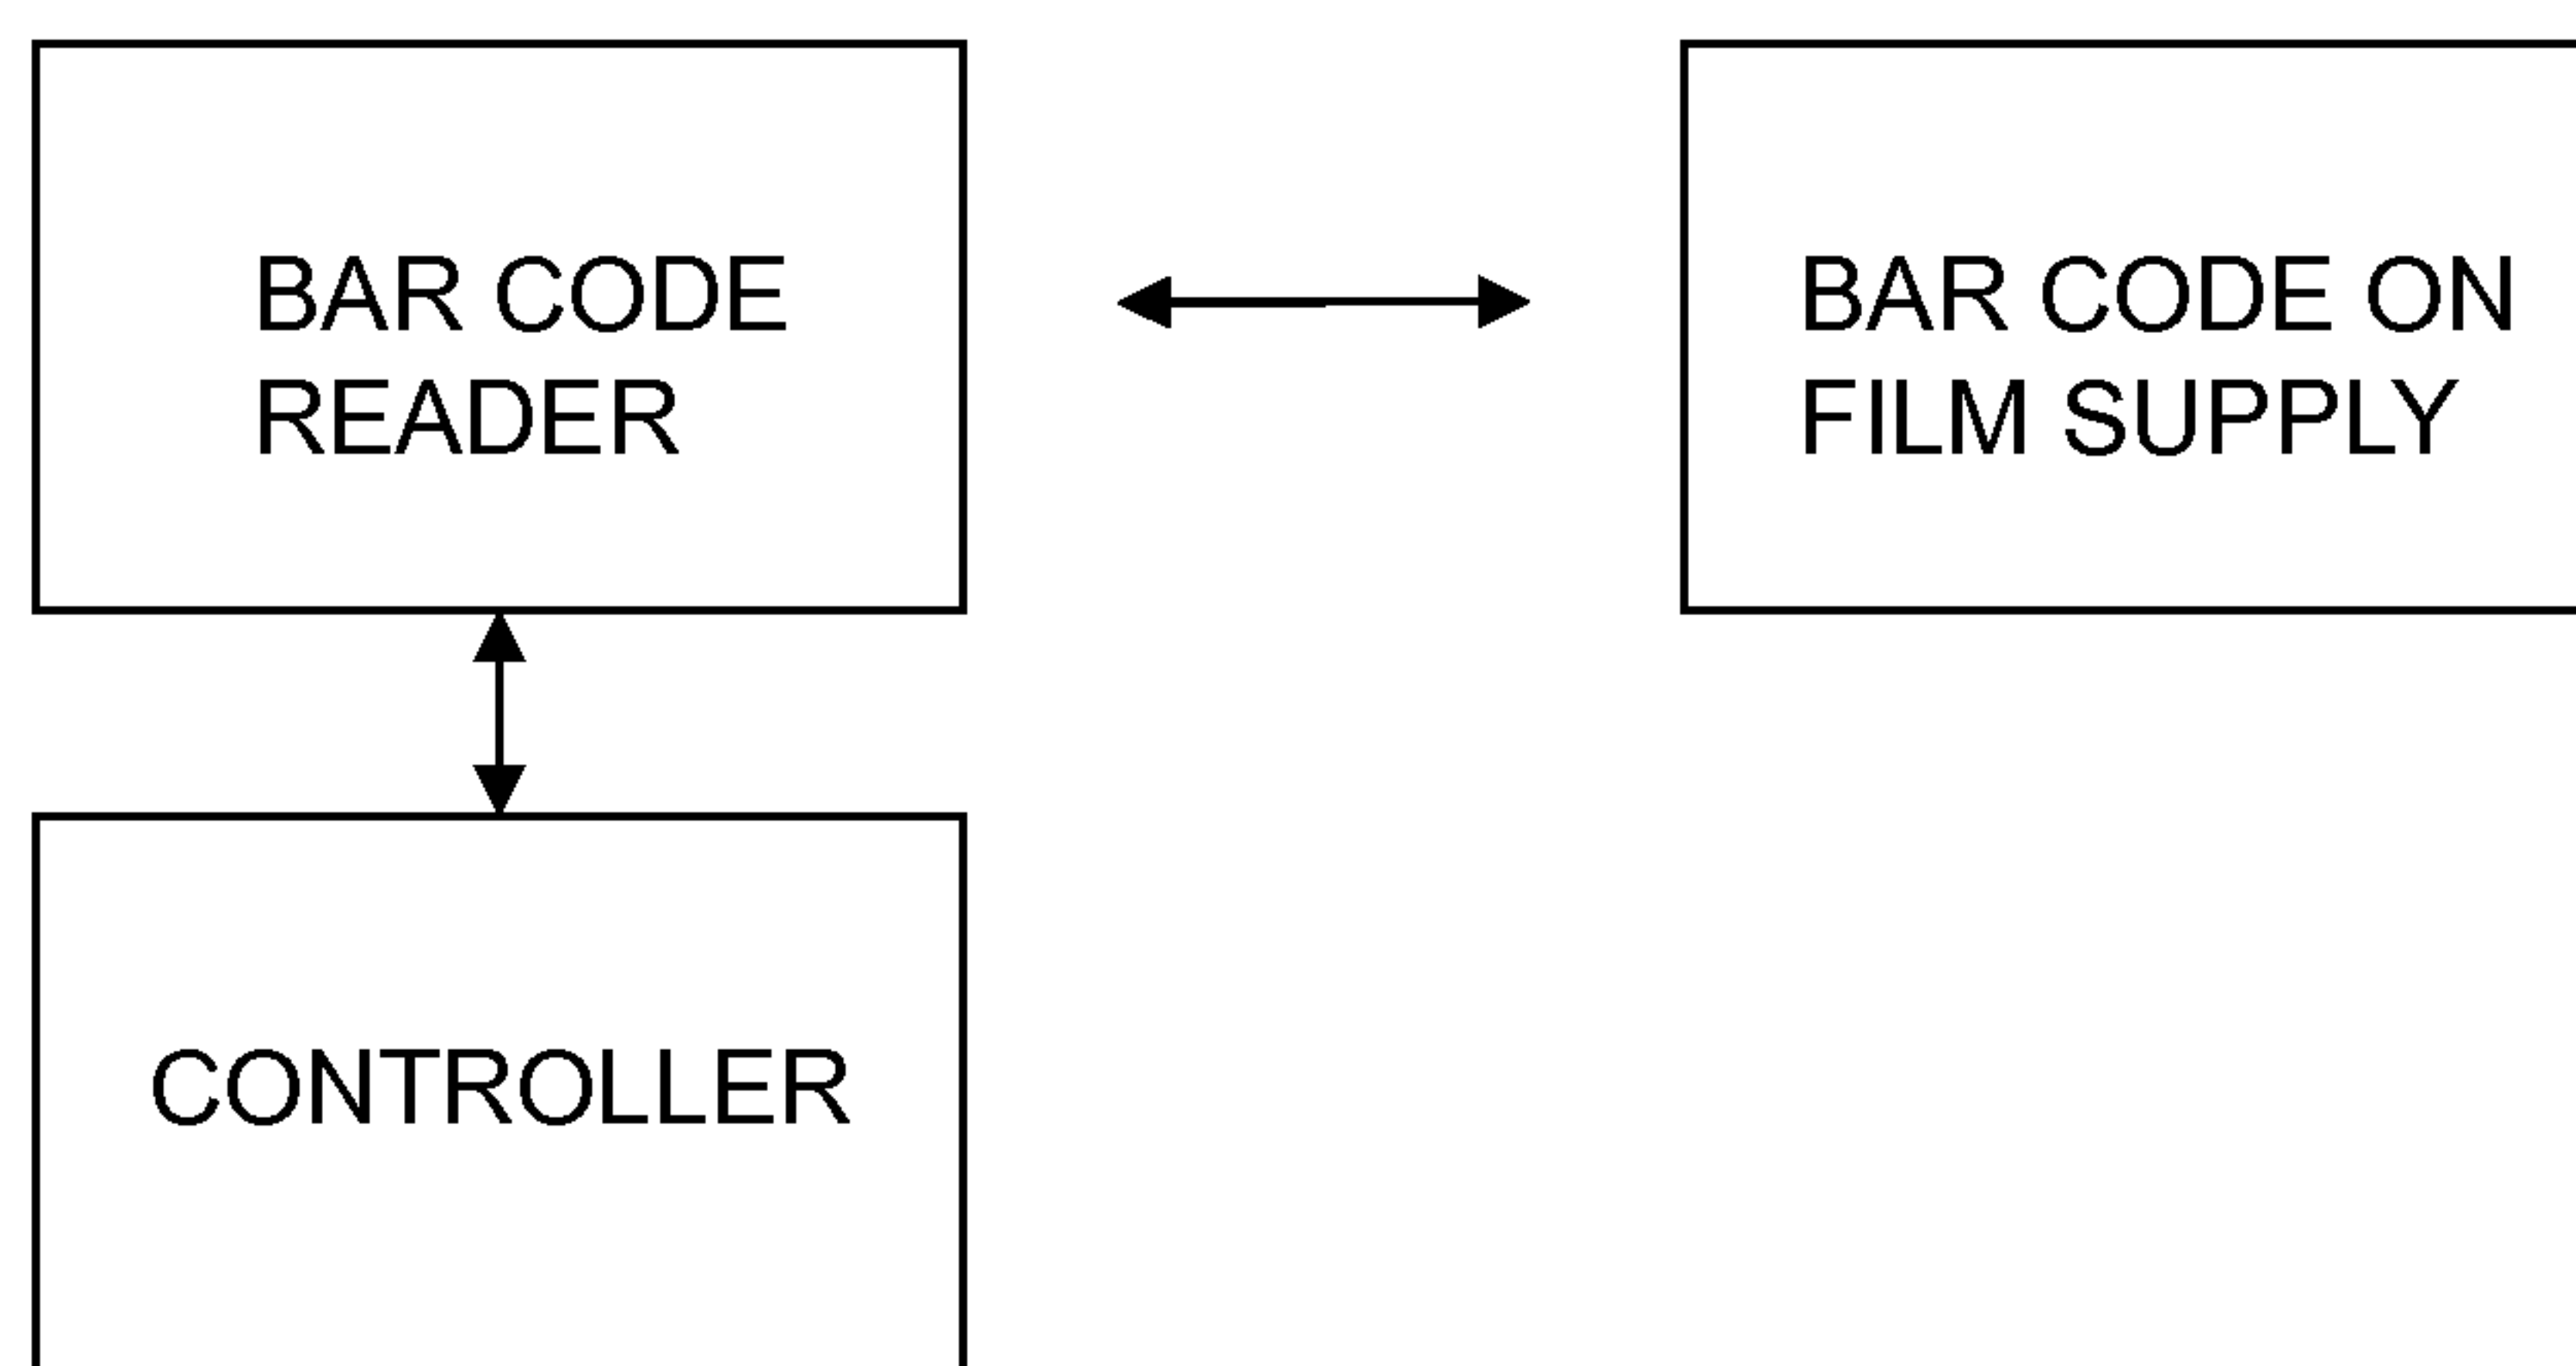 BAR CODE
READER
BAR CODE ON
FILM SUPPLY
CONTROLLER